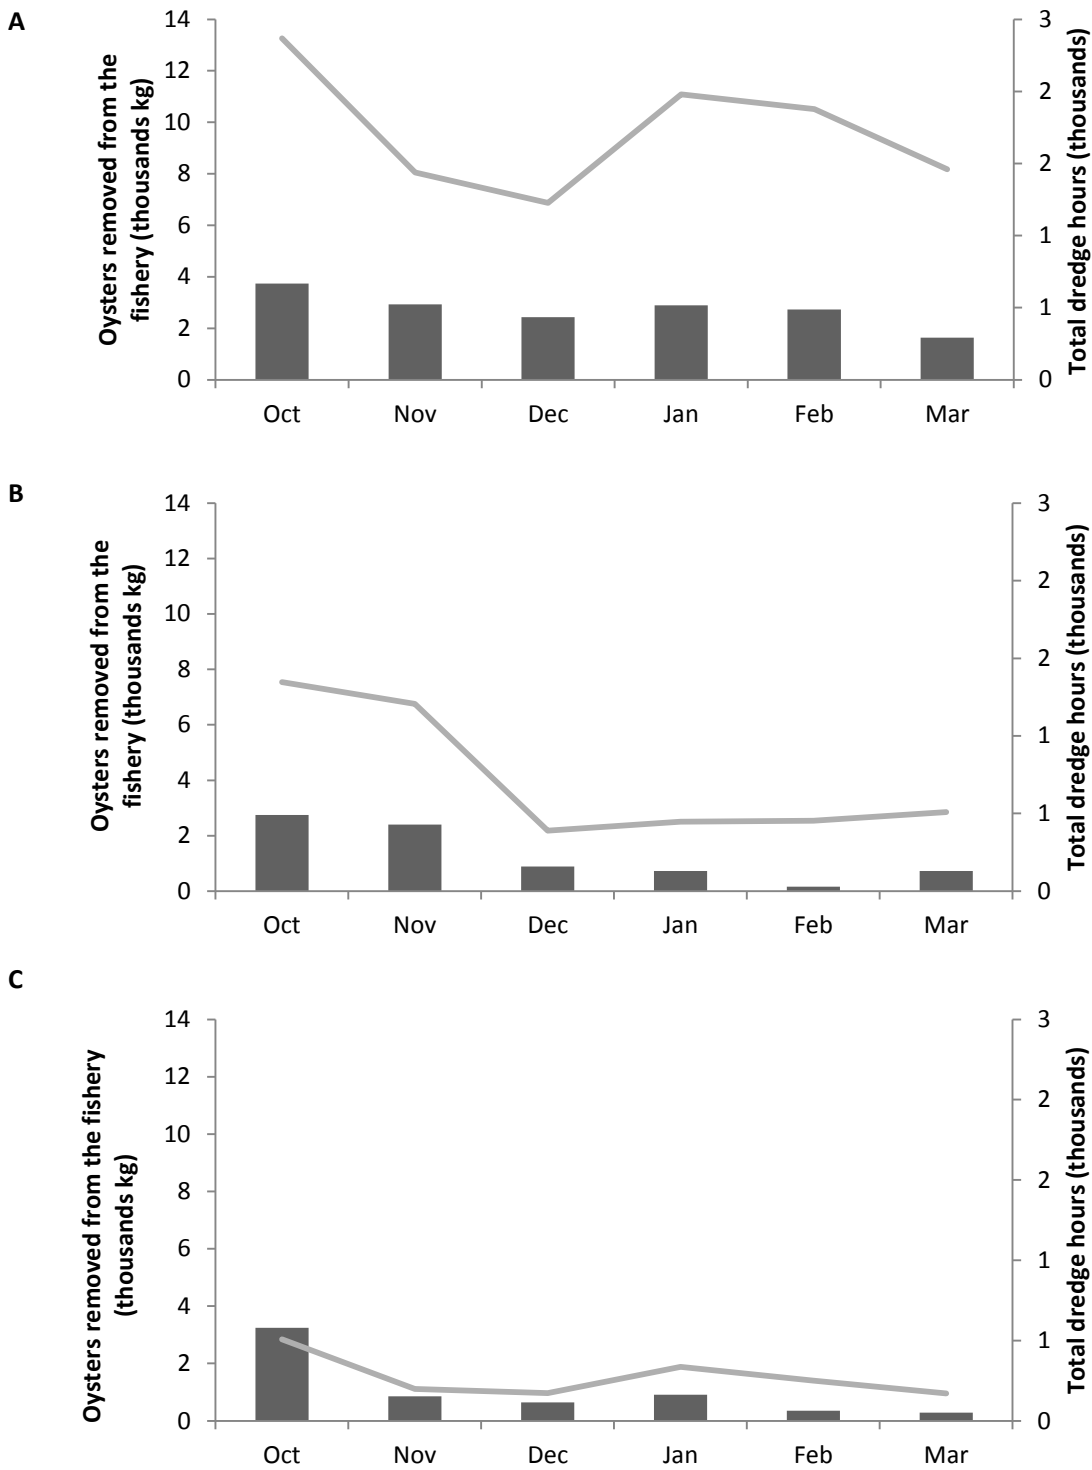 A
Oysters removed from the
fishery (thousands kg)
14
12
10
8
6
4
2
0
3
2
2
1
1
0
Total dredge hours (thousands)
Oct Nov Dec Jan Feb Mar
B
Oysters removed from the
fishery (thousands kg)
14
12
10
8
6
4
2
0
3
2
2
1
1
0
Total dredge hours (thousands)
Oct Nov Dec Jan Feb Mar
C
Oysters removed from the fishery
(thousands kg)
14
12
10
8
6
4
2
0
3
2
2
1
1
0
Total dredge hours (thousands)
Oct Nov Dec Jan Feb Mar